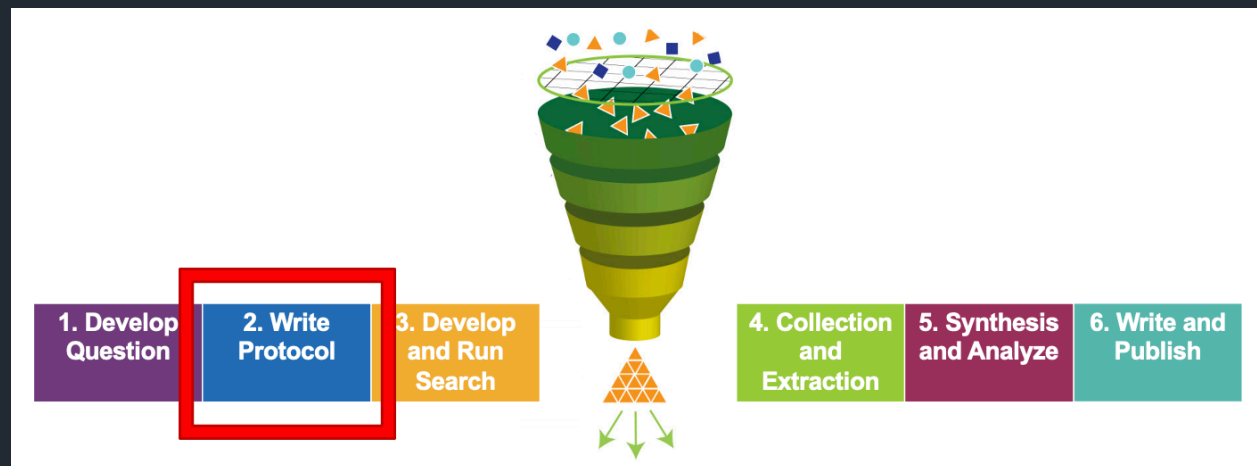 1. Develop
Question
2. Write
Protocol
3. Develop
and Run
Search
4. Collection
and
Extraction
5. Synthesis
and Analyze
6. Write and
Publish